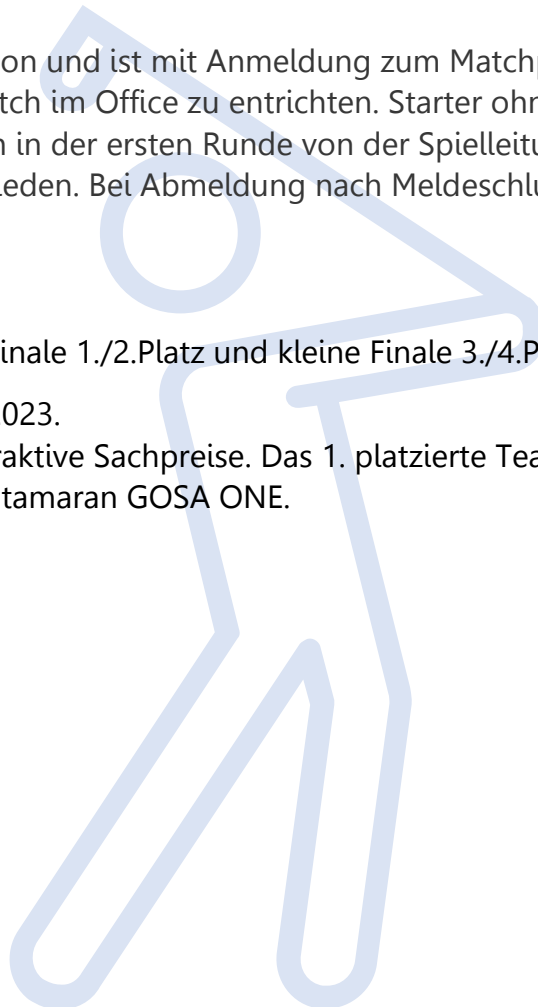 on und ist mit Anmeldung zum Matchp
tch im Office zu entrichten. Starter ohn
n in der ersten Runde von der Spielleitu
eden. Bei Abmeldung nach Meldeschlu
inale 1./2.Platz und kleine Finale 3./4.P
023.
raktive Sachpreise. Das 1. platzierte Tea
tamaran GOSA ONE.